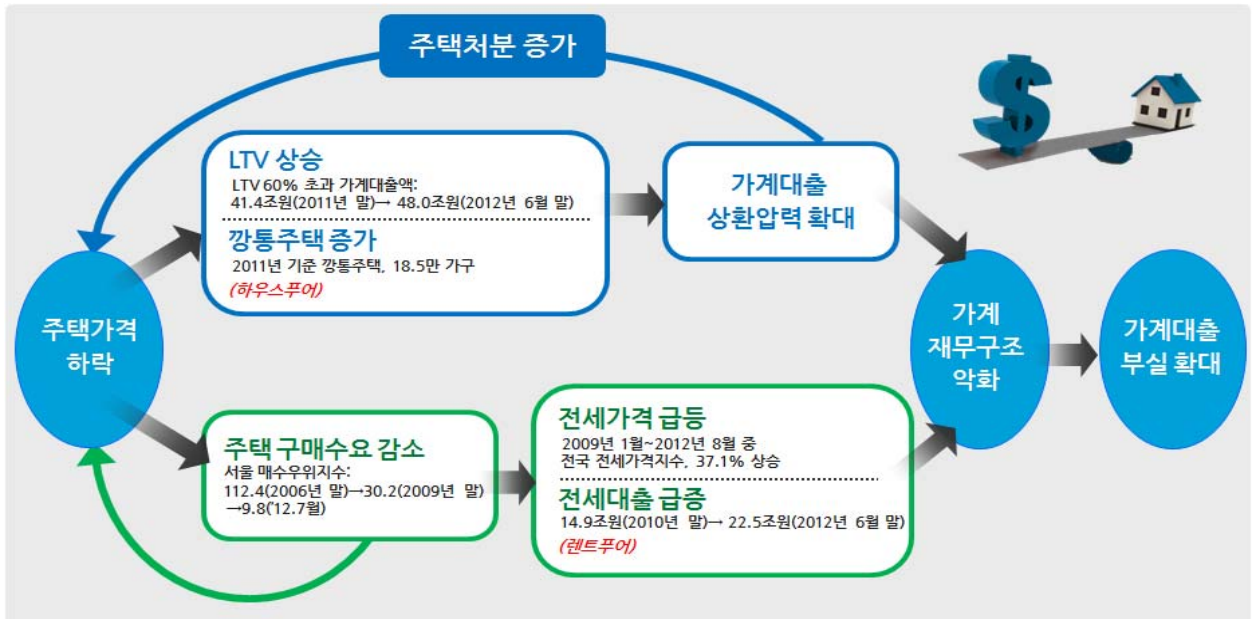 주택처분 증가
LTV 상승
LTV 60% 초과 가계대출액:
41.4조원(2011년 말)→ 48.0조원(2012년 6월 말)
깡통주택 증가
2011년 기준 깡통주택, 18.5만 가구
(하우스푸어)
가계대출
상환압력 확대
주택가격
하락
가계
재무구조
악화
가계대출
부실 확대
주택 구매수요 감소
서울 매수우위지수:
112.4(2006년 말)→30.2(2009년 말)
→9.8('12.7월)
전세가격 급등
2009년 1월~2012년 8월 중
전국 전세가격지수, 37.1% 상승
전세대출 급증
14.9조원(2010년 말)→ 22.5조원(2012년 6월 말)
(렌트푸어)